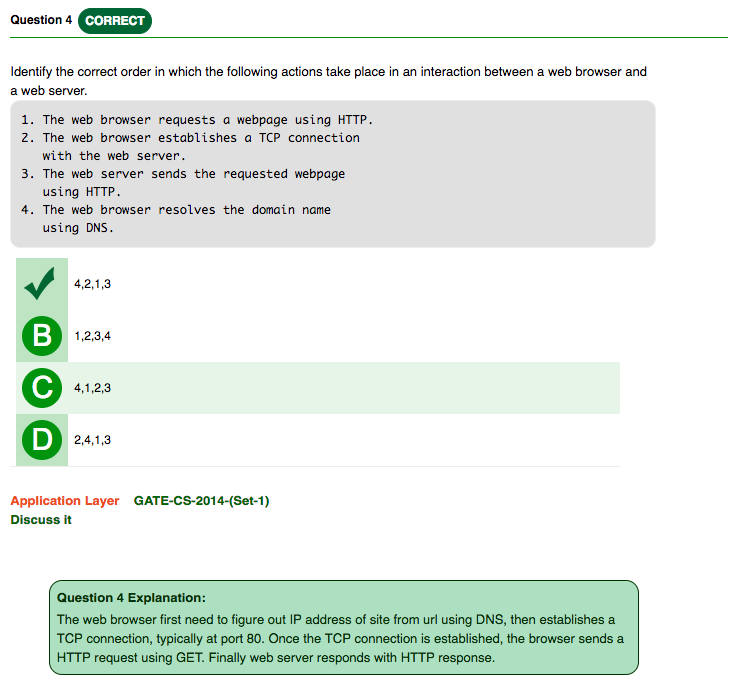 Question 4 CORRECT
Identify the correct order in which the following actions take place in an interaction between a web browser and
a web server.
1. The web browser requests a webpage using HTTP.
2. The web browser establishes a TCP connection
with the web server.
3. The web server sends the requested webpage
using HTTP.
4. The web browser resolves the domain name
using DNS.
4,2,1,3
B 1,2,3,4
C 4,1,2,3
D 2,4,1,3
Application Layer GATE-CS-2014-(Set-1)
Discuss it
Question 4 Explanation:
The web browser first need to figure out IP address of site from url using DNS, then establishes a
TCP connection, typically at port 80. Once the TCP connection is established, the browser sends a
HTTP request using GET. Finally web server responds with HTTP response.